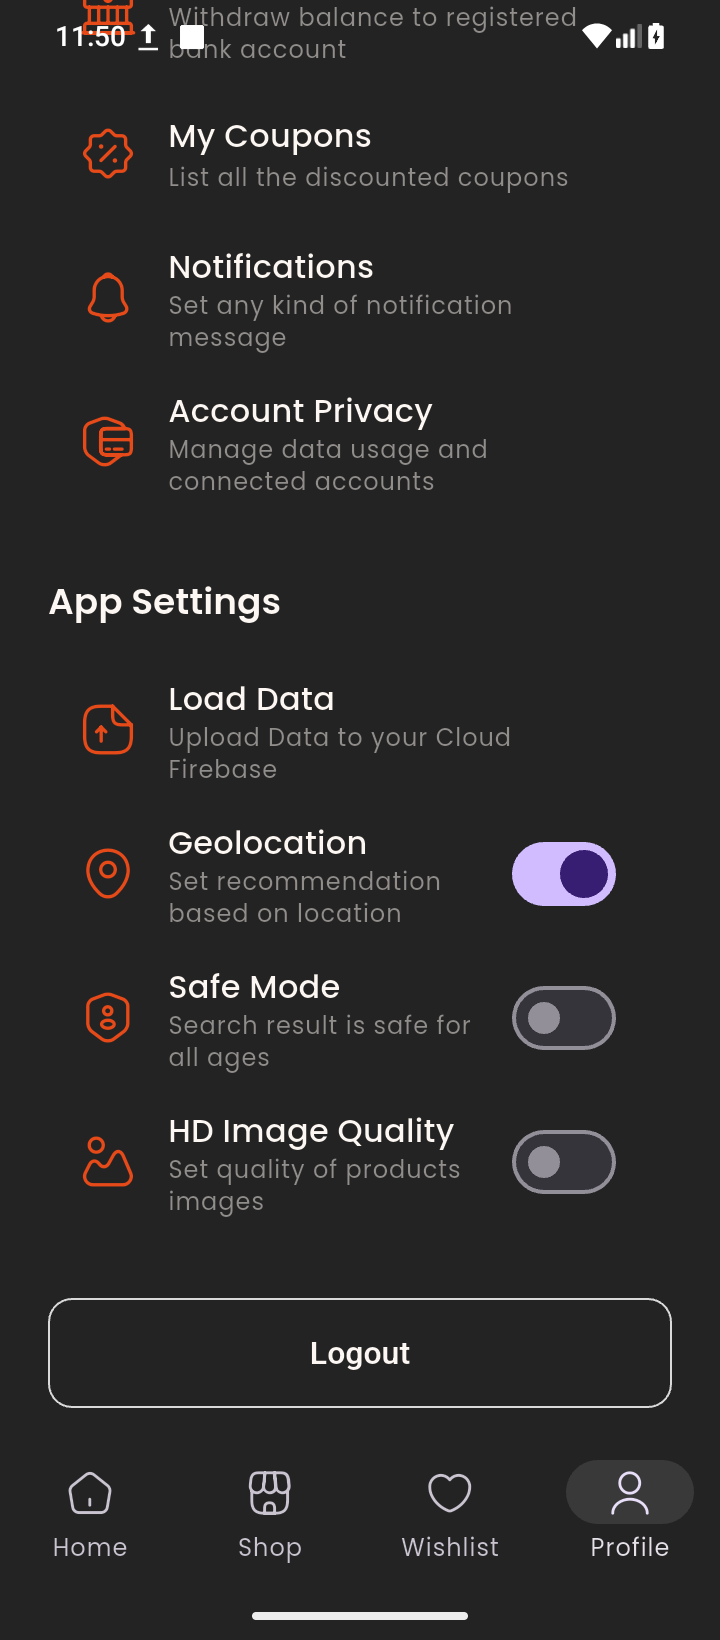 Withdraw balance to registered
11:50
bank account
My Coupons
List all the discounted coupons
Notifications
Set any kind of notification
message
Account Privacy
Manage data usage and
connected accounts
App Settings
Load Data
Upload Data to your Cloud
Firebase
Geolocation
Set recommendation
based on location
Safe Mode
Search result is safe for
all ages
HD Image Quality
Set quality of products
images
Logout
Home
Shop
Wishlist
Profile